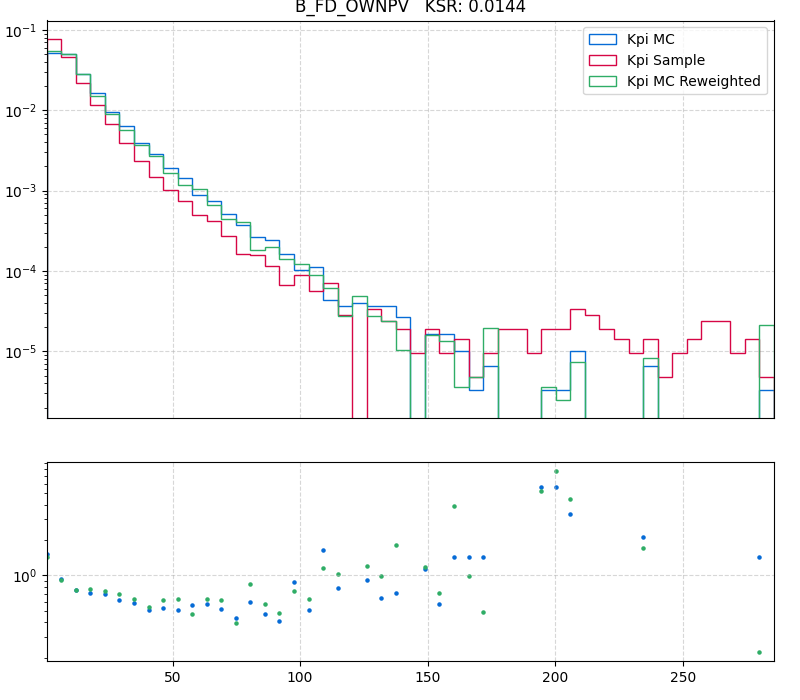 B_FD_OWNPV   KSR: 0.0144
10⁻¹
10⁻²
10⁻³
10⁻⁴
10⁻⁵
Kpi MC
Kpi Sample
Kpi MC Reweighted
10⁰
50 100 150 200 250